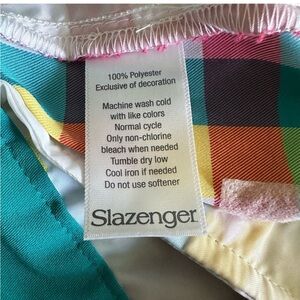 100% Polyester
Exclusive of decoration
Machine wash cold
with like colors
Normal cycle
Only non-chlorine
bleach when needed
Tumble dry low
Cool iron if needed
Do not use softener
Slazenger